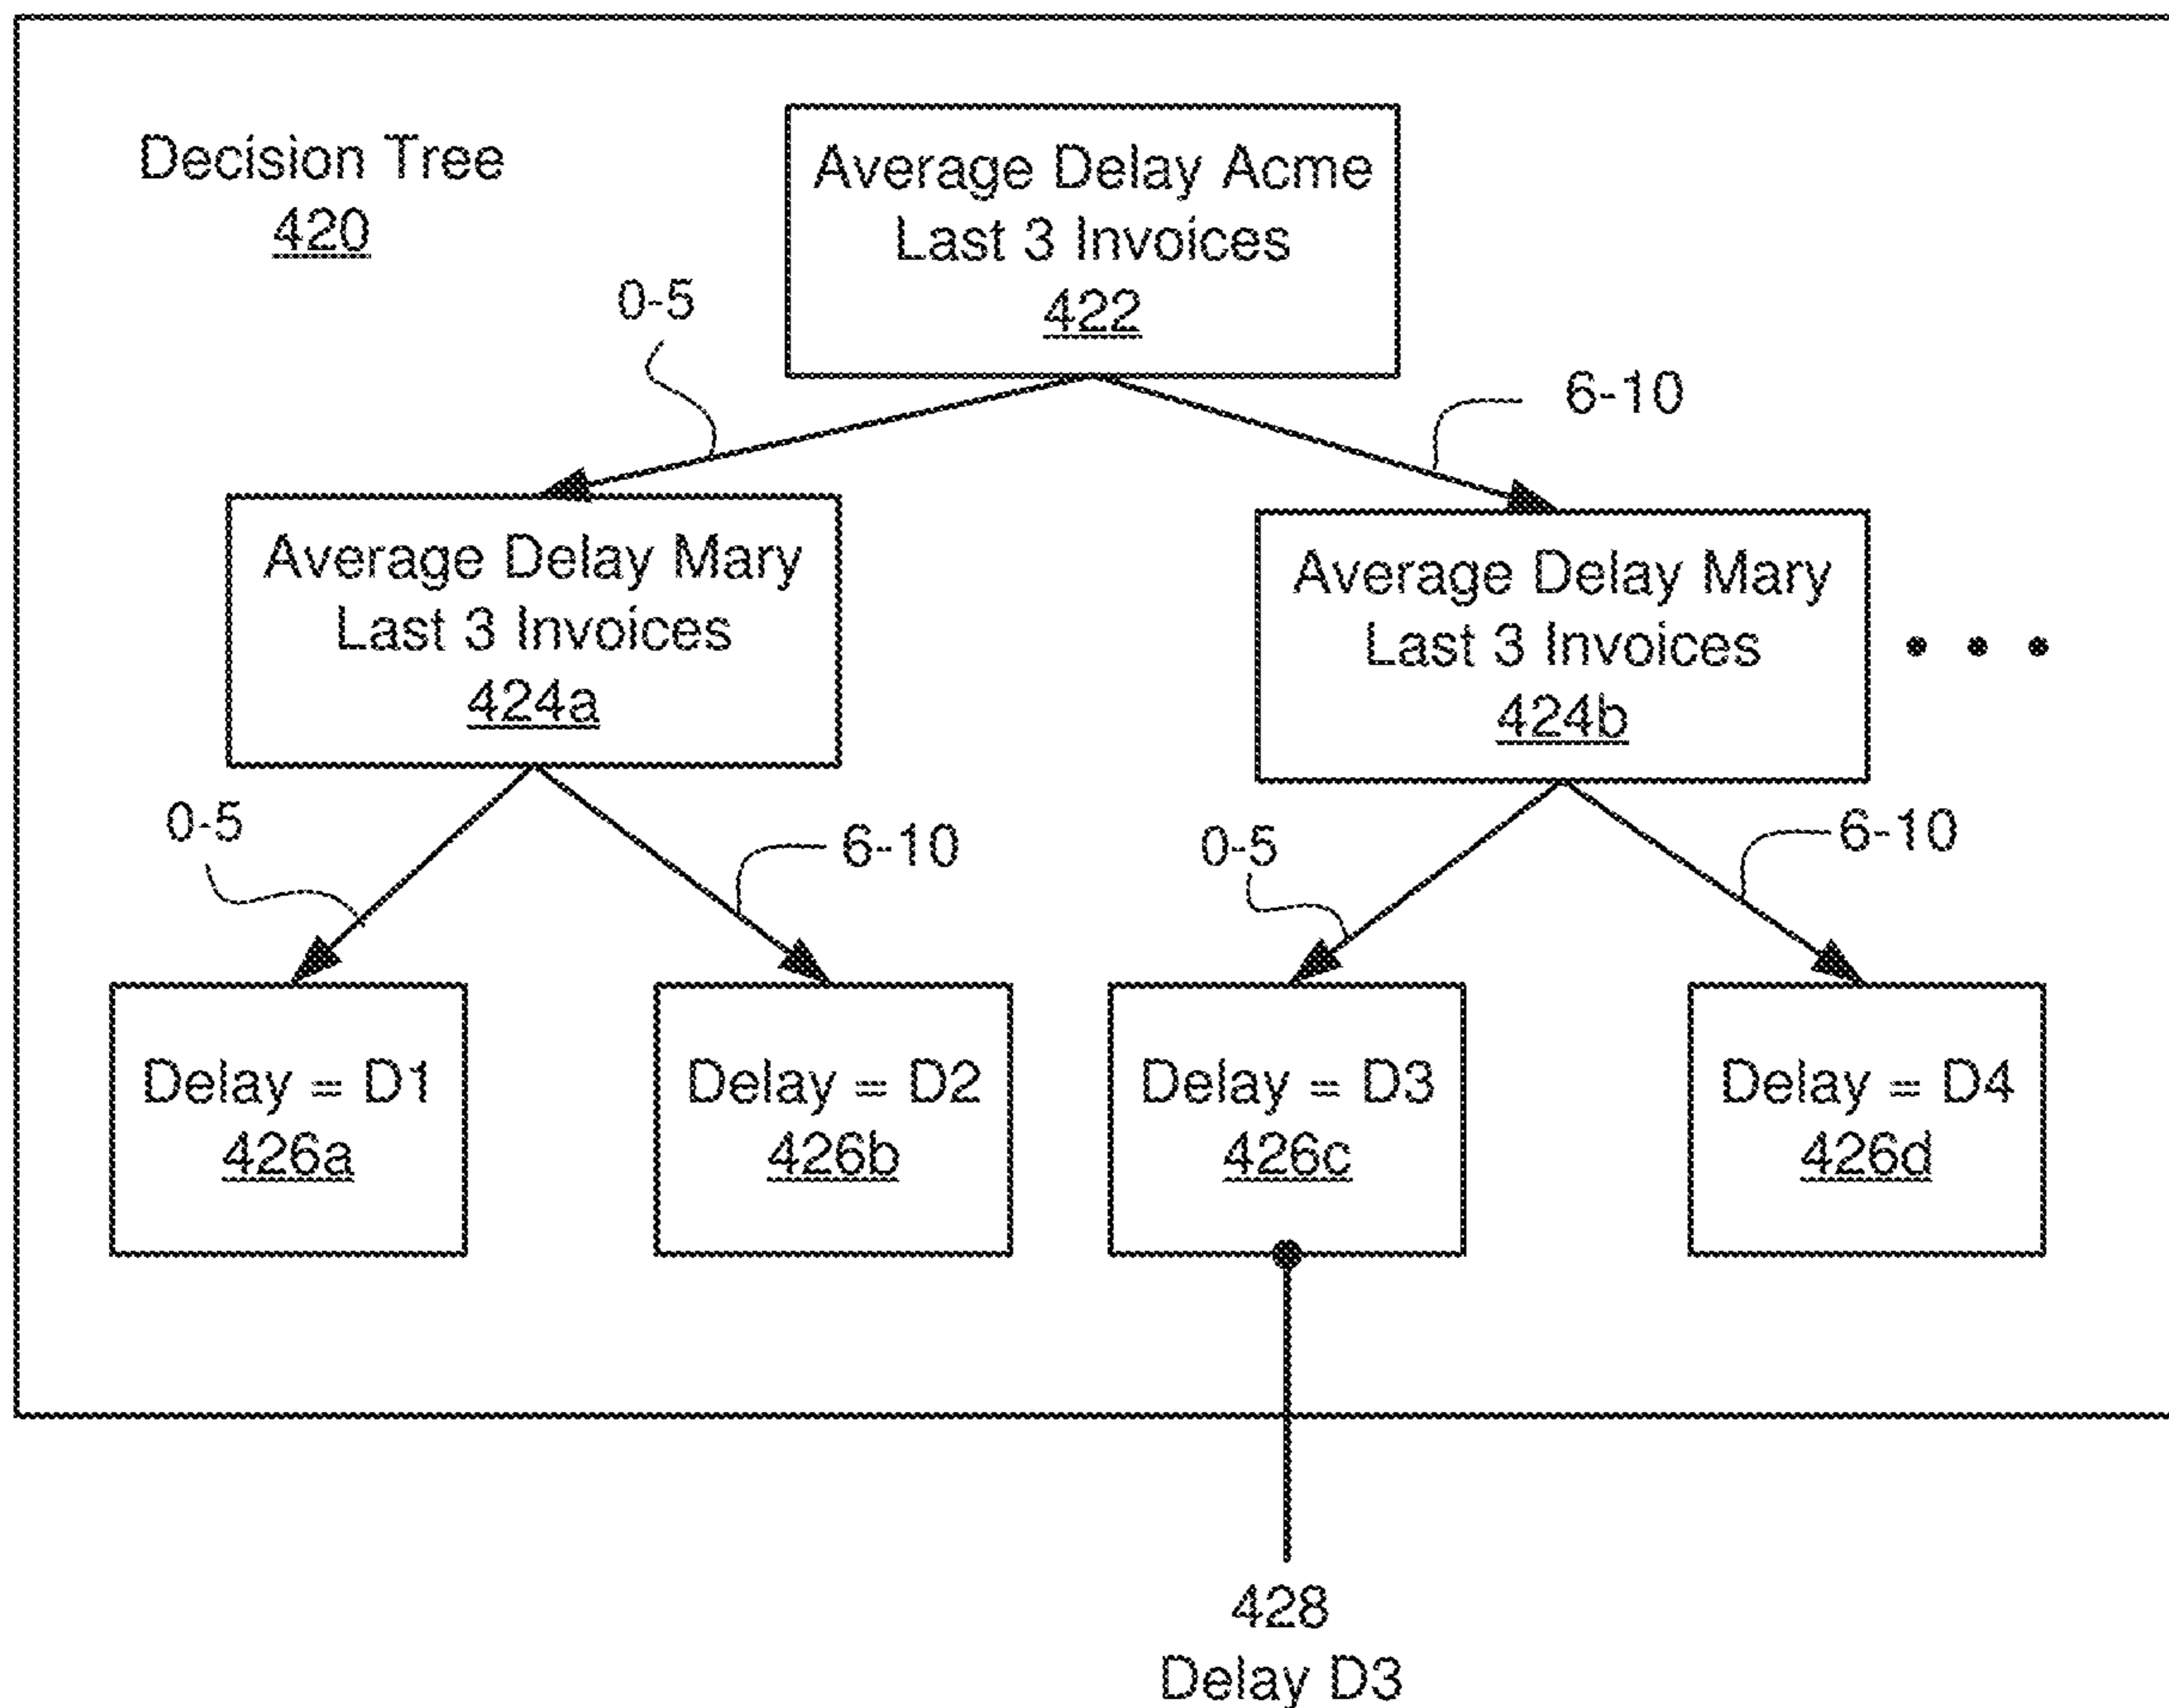 Decision Tree
420
Average Delay Acme
Last 3 Invoices
422
0-5
6-10
Average Delay Mary
Last 3 Invoices
424a
Average Delay Mary
Last 3 Invoices
424b
0-5
6-10
0-5
6-10
Delay = D1
426a
Delay = D2
426b
Delay = D3
426c
Delay = D4
426d
428
Delay D3